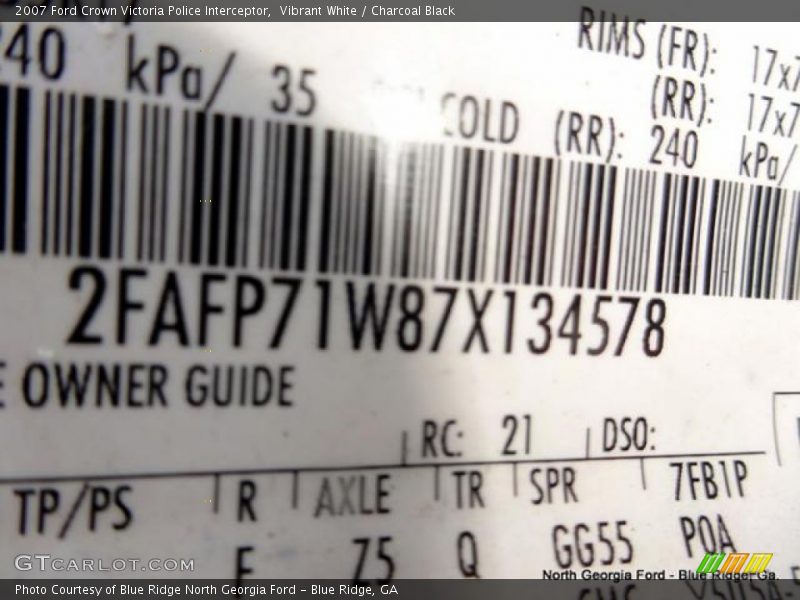 2007 Ford Crown Victoria Police Interceptor,  Vibrant White / Charcoal Black
240 kPa/ 35 COLD
RIMS (FR): 17x7
(RR): 17x7
(RR): 240 kPa/
2FAFP71W87X134578
OWNER GUIDE
RC: 21 DSO:
TP/PS R AXLE TR SPR 7FB1P
F Z5 Q GG55 POA
GTCARLOT.COM
North Georgia Ford - Blue Ridge, Ga.
Photo Courtesy of Blue Ridge North Georgia Ford – Blue Ridge, GA